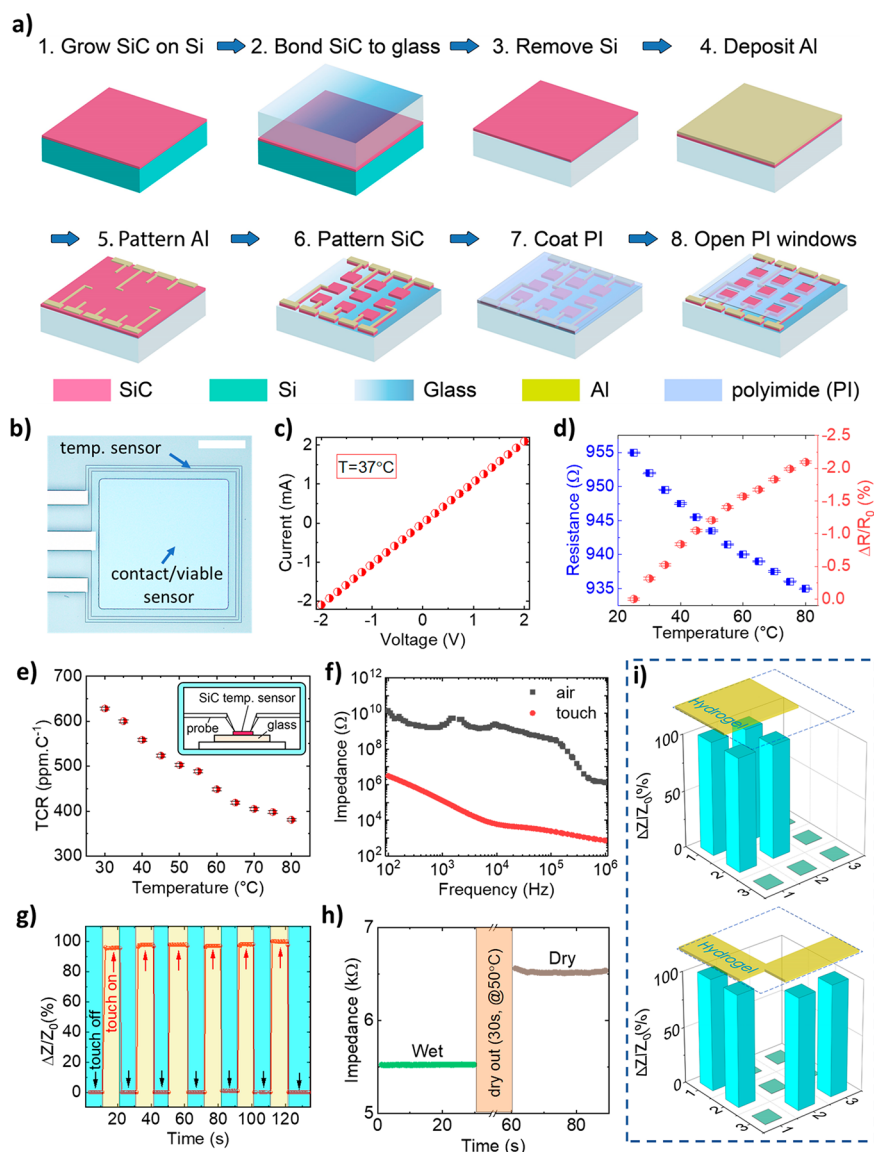 a)
1. Grow SiC on Si
2. Bond SiC to glass
3. Remove Si
4. Deposit Al
5. Pattern Al
6. Pattern SiC
7. Coat PI
8. Open PI windows
SiC
Si
Glass
Al
polyimide (PI)
b)
temp. sensor
contact/viable
sensor
c)
T=37°C
Current (mA)
2
1
0
-1
-2
-2
-1
0
1
2
Voltage (V)
d)
Resistance (Ω)
955
950
945
940
935
20
40
60
80
Temperature (°C)
-2.5
-2.0
-1.5
-1.0
-0.5
0.0
ΔR/R0 (%)
e)
TCR (ppm.C-1)
700
600
500
400
300
30
40
50
60
70
80
Temperature (°C)
SiC temp. sensor
probe
glass
f)
Impedance (Ω)
10^12
10^10
10^8
10^6
10^4
10^2
10^2
10^3
10^4
10^5
10^6
Frequency (Hz)
air
touch
g)
ΔZ/Z0(%)
100
80
60
40
20
0
touch off
touch on
20
40
60
80
100
120
Time (s)
h)
Impedance (kΩ)
7
6
5
Wet
dry out (30s, @50°C)
Dry
0
20
40
60
80
Time (s)
i)
Hydrogel
ΔZ/Z0(%)
100
50
0
1
2
3
1
2
3
Hydrogel
ΔZ/Z0(%)
100
50
0
1
2
3
1
2
3